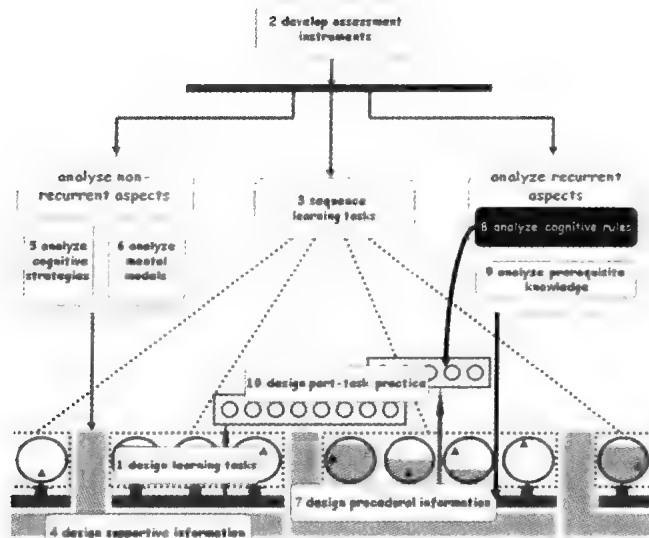 2 develop assessment
instruments
analyse non-
recurrent aspects
5 analyze
cognitive
strategies
6 analyze
mental
models
3 sequence
learning tasks
analyze recurrent
aspects
8 analyze cognitive rules
9 analyse prerequisite
knowledge
10 design part-task practice
1 design learning tasks
7 design procedural information
4 design supportive information